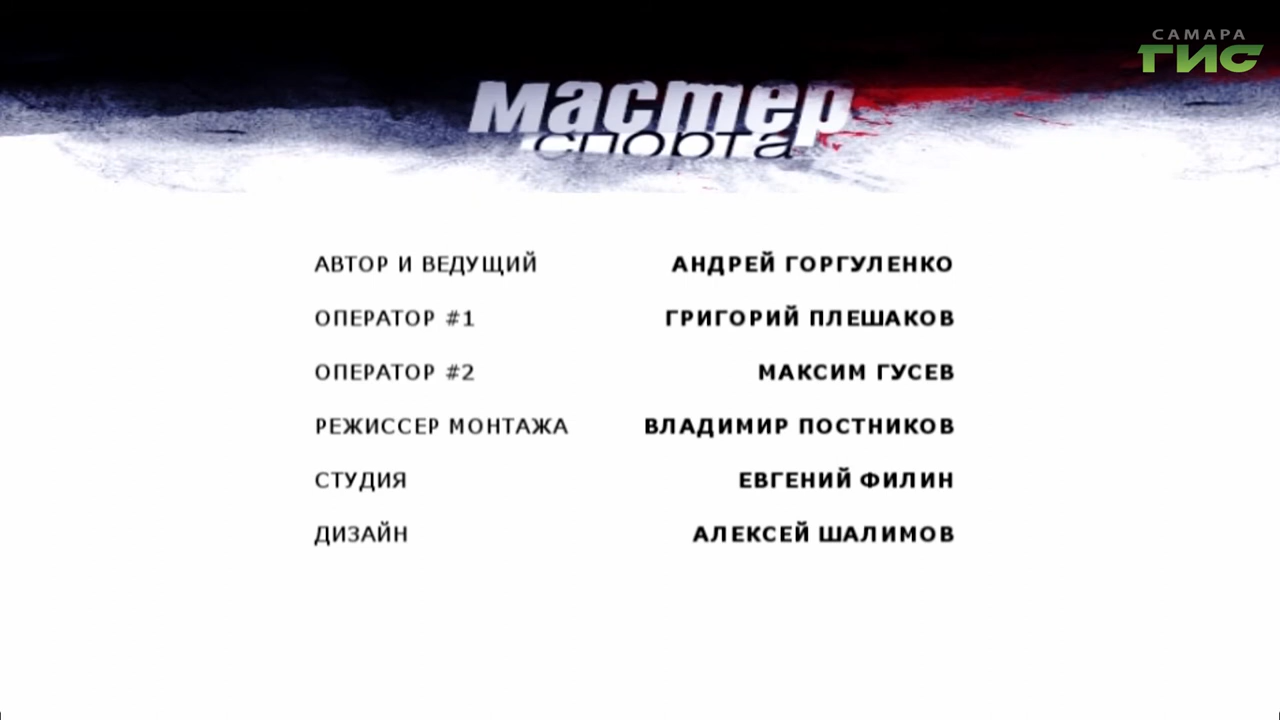 САМАРА
ГИС
мастер
спорта
АВТОР И ВЕДУЩИЙ АНДРЕЙ ГОРГУЛЕНКО
ОПЕРАТОР #1 ГРИГОРИЙ ПЛЕШАКОВ
ОПЕРАТОР #2 МАКСИМ ГУСЕВ
РЕЖИССЕР МОНТАЖА ВЛАДИМИР ПОСТНИКОВ
СТУДИЯ ЕВГЕНИЙ ФИЛИН
ДИЗАЙН АЛЕКСЕЙ ШАЛИМОВ